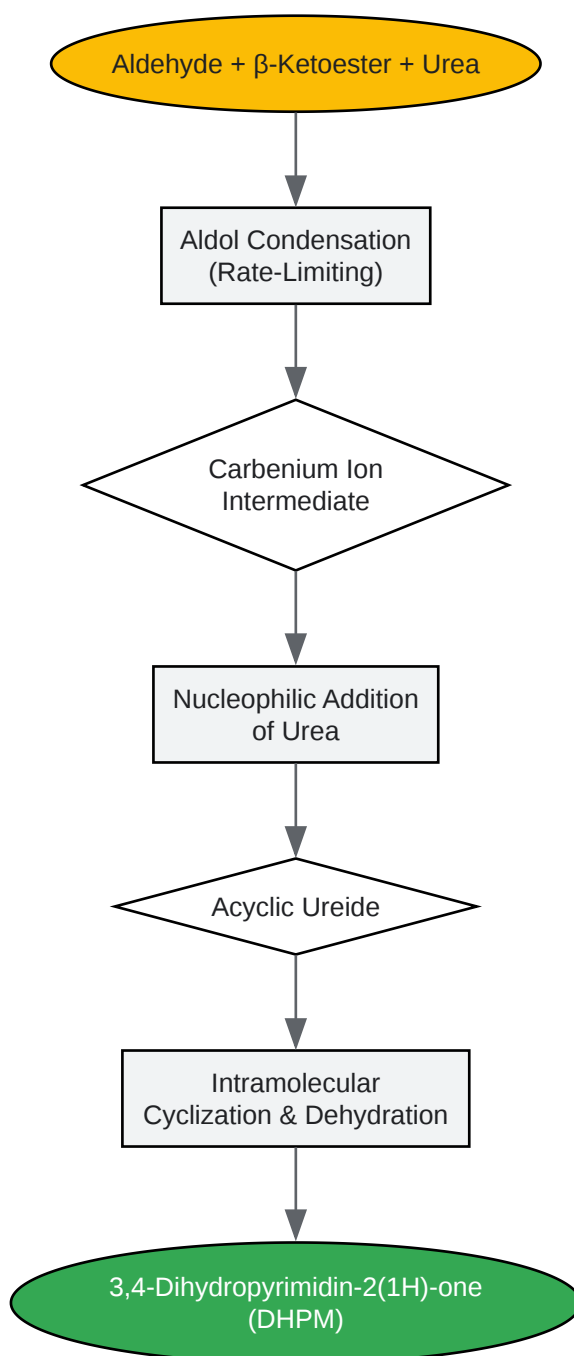 Aldehyde + β-Ketoester + Urea
Aldol Condensation
(Rate-Limiting)
Carbenium Ion
Intermediate
Nucleophilic Addition
of Urea
Acyclic Ureide
Intramolecular
Cyclization & Dehydration
3,4-Dihydropyrimidin-2(1H)-one
(DHPM)